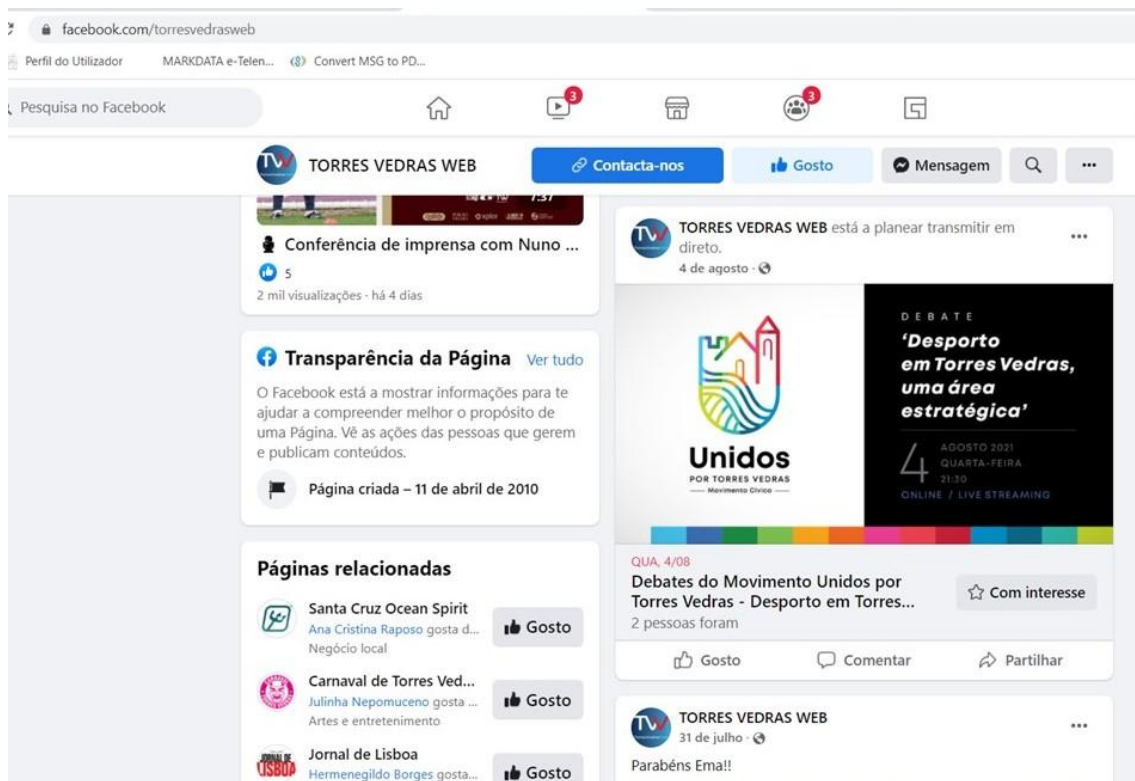 facebook.com/torresvedrasweb
Perfil do Utilizador MARKDATA e-Telen... Convert MSG to PD...
Pesquisa no Facebook
3
3
TORRES VEDRAS WEB
Contacta-nos
Gosto
Mensagem
7:37
Conferência de imprensa com Nuno ...
5
2 mil visualizações · há 4 dias
Transparência da Página Ver tudo
O Facebook está a mostrar informações para te
ajudar a compreender melhor o propósito de
uma Página. Vê as ações das pessoas que gerem
e publicam conteúdos.
Página criada – 11 de abril de 2010
Páginas relacionadas
Santa Cruz Ocean Spirit
Ana Cristina Raposo gosta d...
Negócio local
Gosto
Carnaval de Torres Ved...
Julinha Nepomuceno gosta ...
Artes e entretenimento
Gosto
Jornal de Lisboa
Hermenegildo Borges gosta...
Gosto
TORRES VEDRAS WEB está a planear transmitir em
direto.
4 de agosto
Unidos
POR TORRES VEDRAS
Movimento Cívico
DEBATE
'Desporto
em Torres Vedras,
uma área
estratégica'
4
AGOSTO 2021
QUARTA-FEIRA
21:30
ONLINE / LIVE STREAMING
QUA, 4/08
Debates do Movimento Unidos por
Torres Vedras - Desporto em Torres...
2 pessoas foram
Com interesse
Gosto Comentar Partilhar
TORRES VEDRAS WEB
31 de julho
Parabéns Ema!!